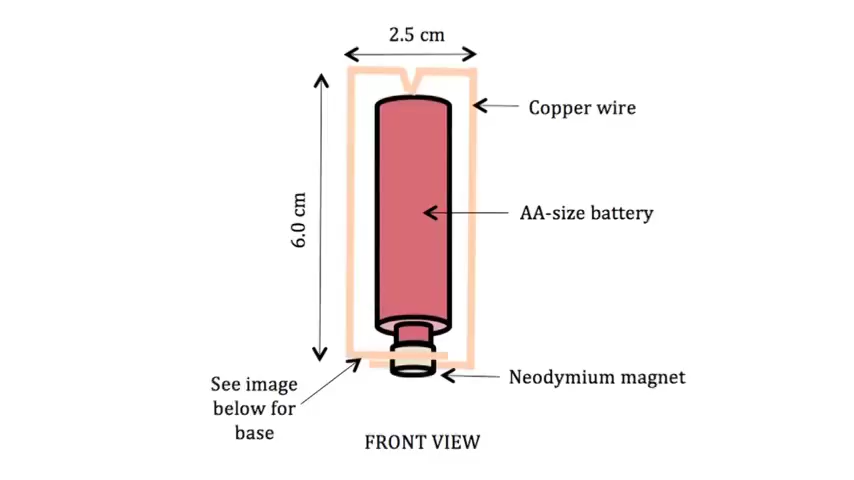 2.5 cm
Copper wire
6.0 cm
AA-size battery
Neodymium magnet
See image
below for
base
FRONT VIEW